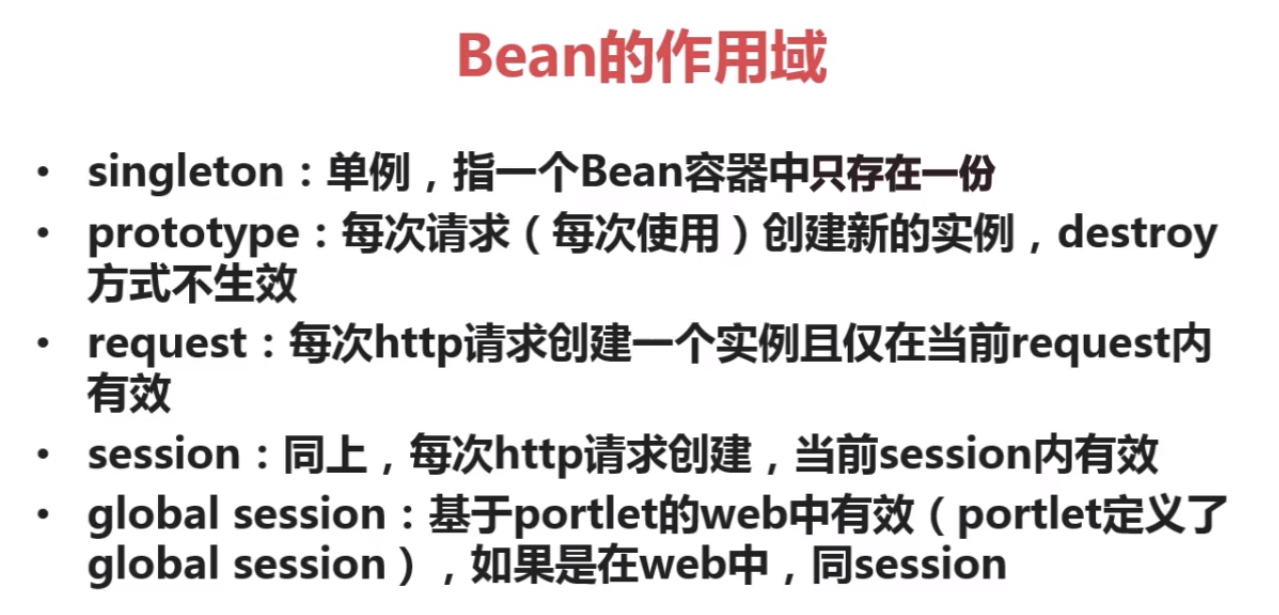 Bean的作用域
• singleton：单例，指一个Bean容器中只存在一份
• prototype：每次请求（每次使用）创建新的实例，destroy
方式不生效
• request：每次http请求创建一个实例且仅在当前request内
有效
• session：同上，每次http请求创建，当前session内有效
• global session：基于portlet的web中有效（portlet定义了
global session），如果是在web中，同session